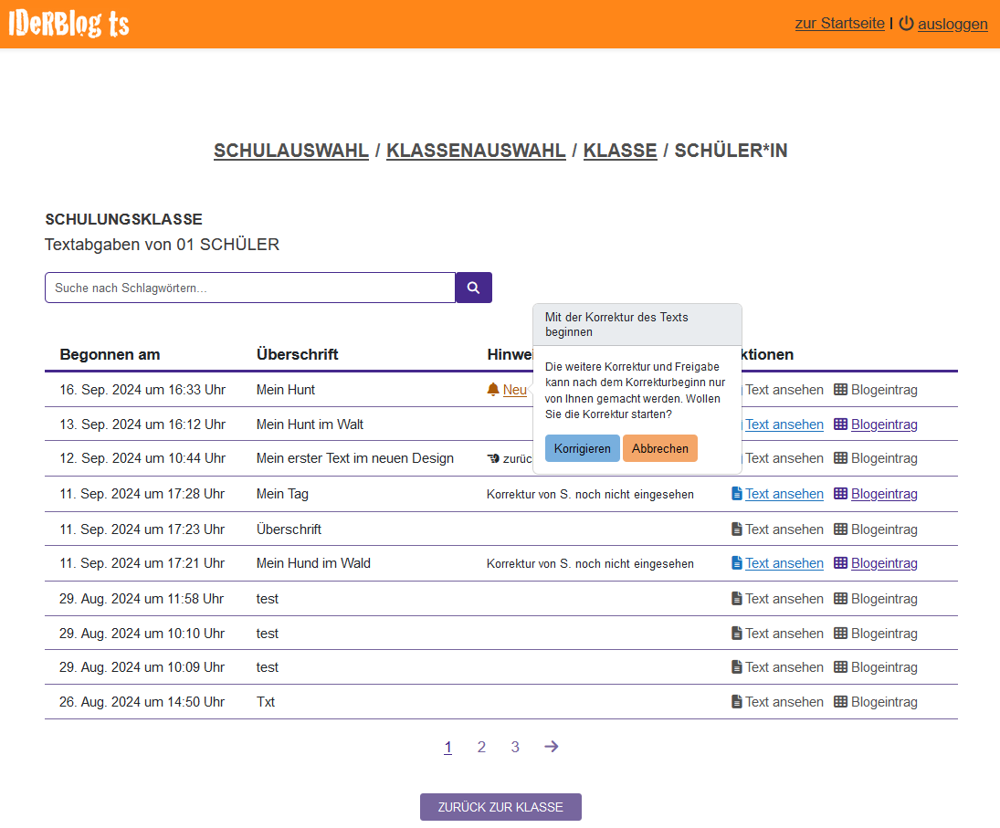 IDeRBlog ts
zur Startseite | ausloggen
SCHULAUSWAHL / KLASSENAUSWAHL / KLASSE / SCHÜLER*IN
SCHULUNGSKLASSE
Textabgaben von 01 SCHÜLER
Suche nach Schlagwörtern...
Mit der Korrektur des Texts
beginnen
Die weitere Korrektur und Freigabe
kann nach dem Korrekturbeginn nur
von Ihnen gemacht werden. Wollen
Sie die Korrektur starten?
Korrigieren Abbrechen
Begonnen am Überschrift Hinwei ktionen
16. Sep. 2024 um 16:33 Uhr Mein Hunt Neu Text ansehen Blogeintrag
13. Sep. 2024 um 16:12 Uhr Mein Hunt im Walt Text ansehen Blogeintrag
12. Sep. 2024 um 10:44 Uhr Mein erster Text im neuen Design zurüc Text ansehen Blogeintrag
11. Sep. 2024 um 17:28 Uhr Mein Tag Korrektur von S. noch nicht eingesehen Text ansehen Blogeintrag
11. Sep. 2024 um 17:23 Uhr Überschrift Text ansehen Blogeintrag
11. Sep. 2024 um 17:21 Uhr Mein Hund im Wald Korrektur von S. noch nicht eingesehen Text ansehen Blogeintrag
29. Aug. 2024 um 11:58 Uhr test Text ansehen Blogeintrag
29. Aug. 2024 um 10:10 Uhr test Text ansehen Blogeintrag
29. Aug. 2024 um 10:09 Uhr test Text ansehen Blogeintrag
26. Aug. 2024 um 14:50 Uhr Txt Text ansehen Blogeintrag
1 2 3 →
ZURÜCK ZUR KLASSE